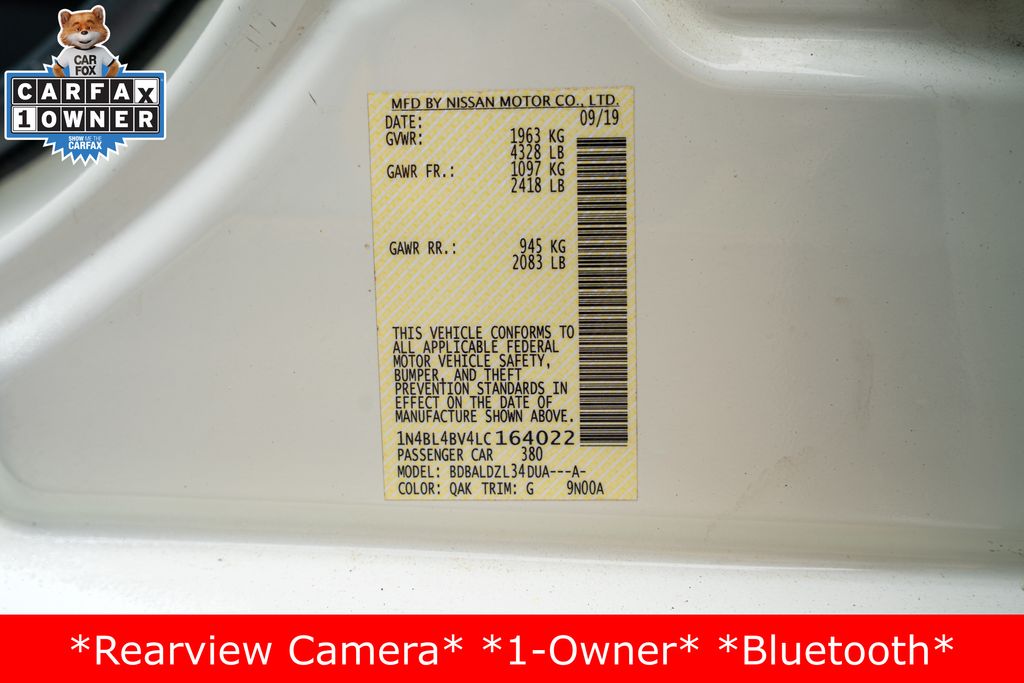 CAR
FOX
CARFAX
1 OWNER
SHOW ME THE
CARFAX
MFD BY NISSAN MOTOR CO., LTD.
DATE: 09/19
GVWR: 1963 KG
4328 LB
GAWR FR.: 1097 KG
2418 LB
GAWR RR.: 945 KG
2083 LB
THIS VEHICLE CONFORMS TO
ALL APPLICABLE FEDERAL
MOTOR VEHICLE SAFETY,
BUMPER, AND THEFT
PREVENTION STANDARDS IN
EFFECT ON THE DATE OF
MANUFACTURE SHOWN ABOVE.
1N4BL4BV4LC164022
PASSENGER CAR 380
MODEL: BDBALDZL34DUA---A-
COLOR: QAK TRIM: G 9N00A
*Rearview Camera* *1-Owner* *Bluetooth*